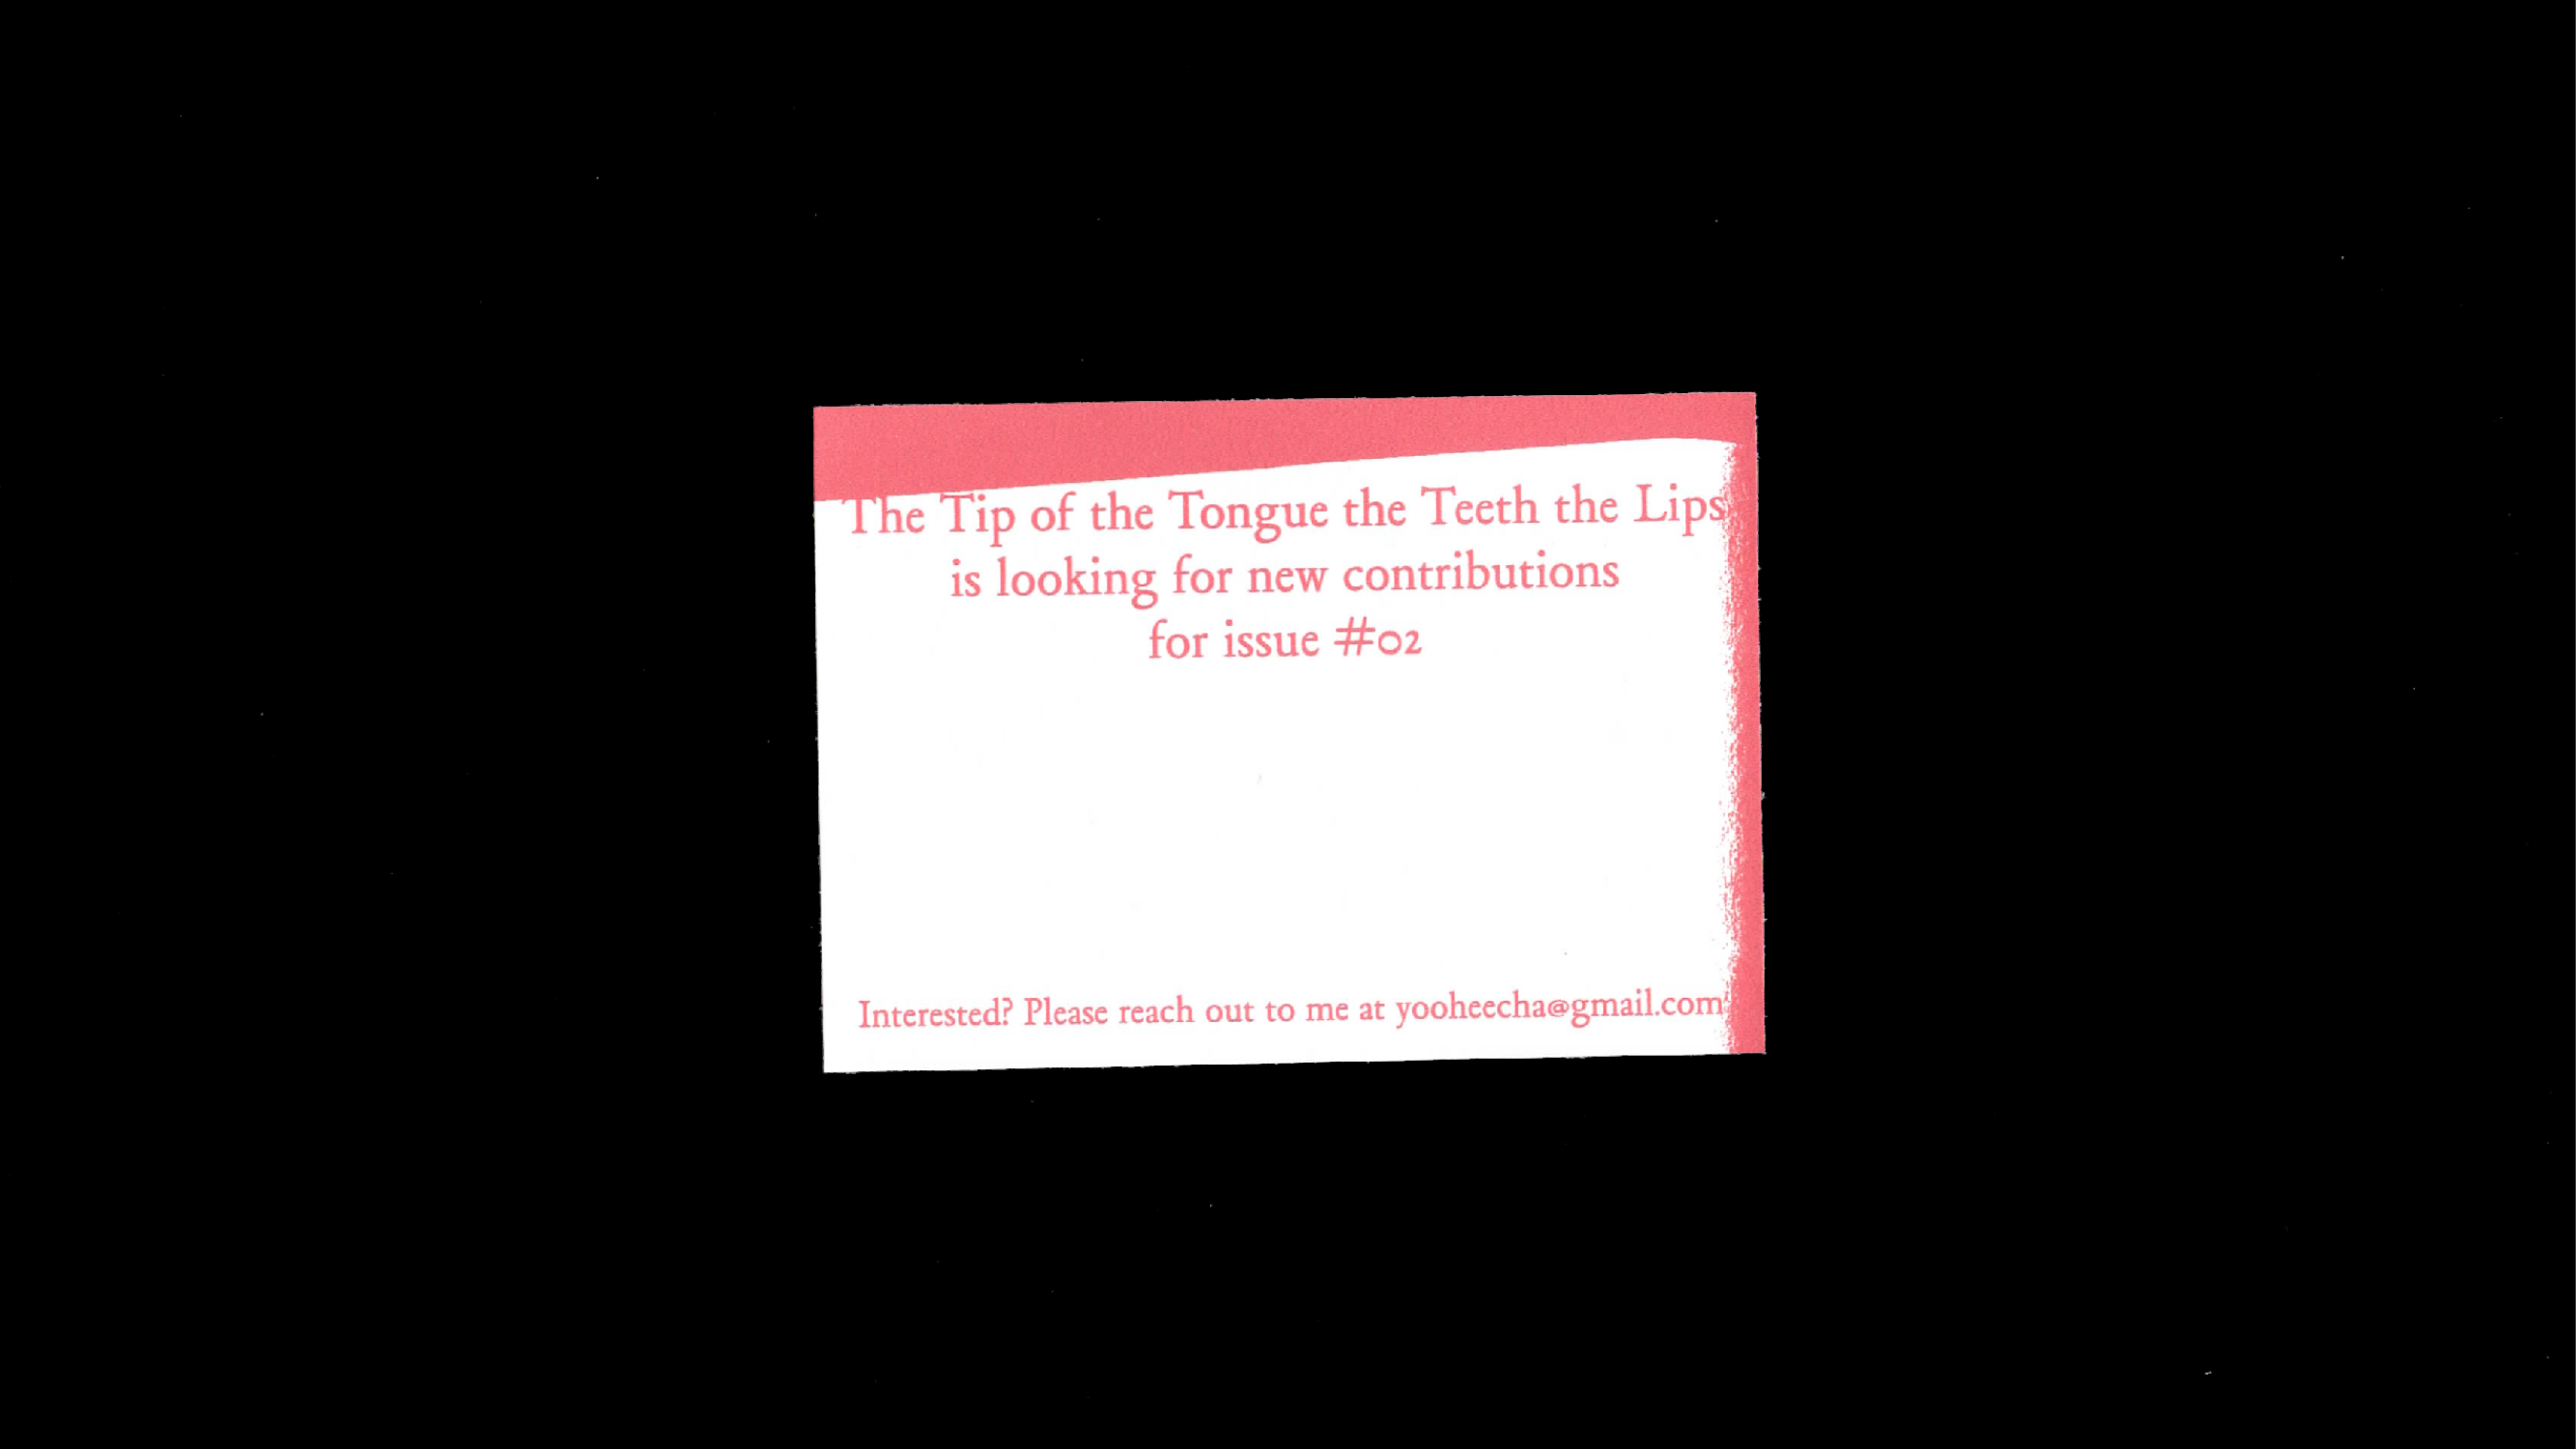 The Tip of the Tongue the Teeth the Lips
is looking for new contributions
for issue #02
Interested? Please reach out to me at yooheecha@gmail.com